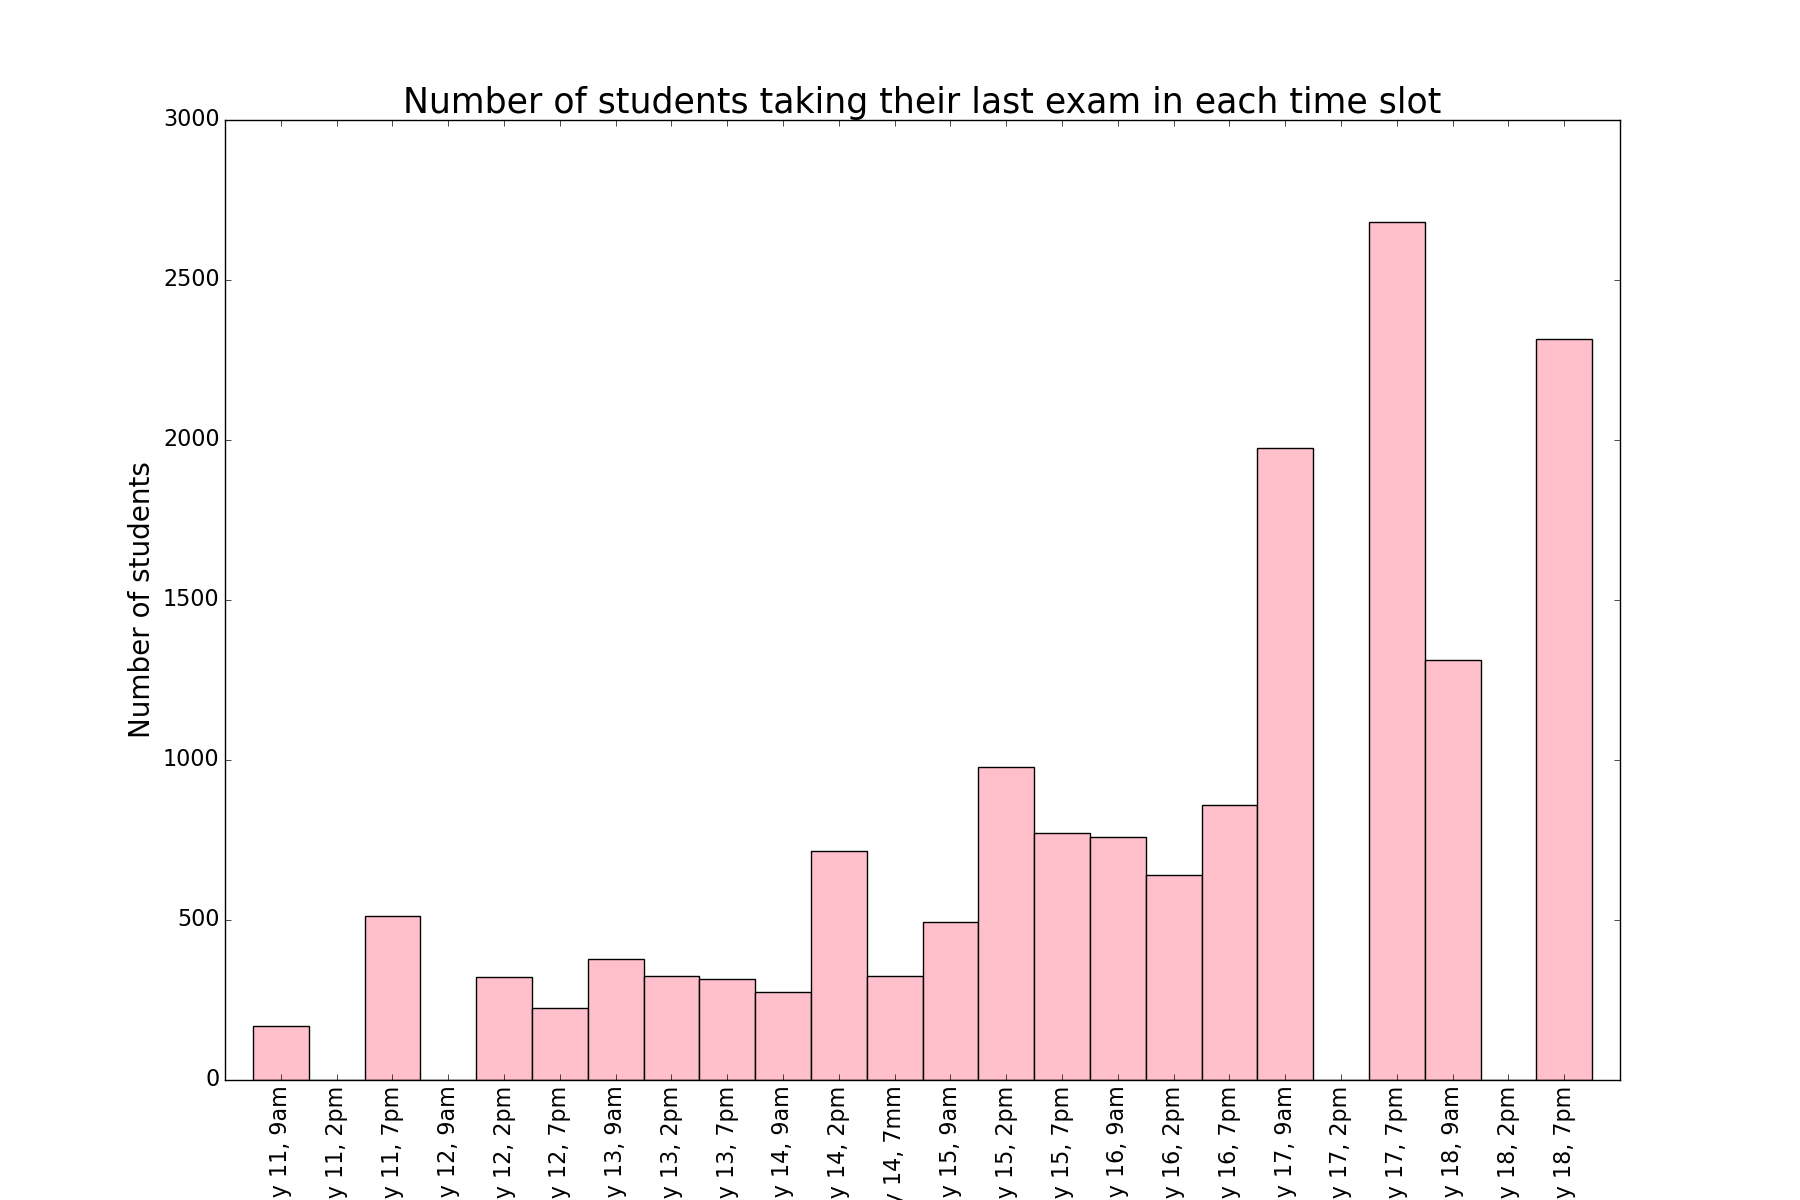 Number of students taking their last exam in each time slot
Number of students
3000
2500
2000
1500
1000
500
0
y 11, 9am
y 11, 2pm
y 11, 7pm
y 12, 9am
y 12, 2pm
y 12, 7pm
y 13, 9am
y 13, 2pm
y 13, 7pm
y 14, 9am
y 14, 2pm
y 14, 7mm
y 15, 9am
y 15, 2pm
y 15, 7pm
y 16, 9am
y 16, 2pm
y 16, 7pm
y 17, 9am
y 17, 2pm
y 17, 7pm
y 18, 9am
y 18, 2pm
y 18, 7pm